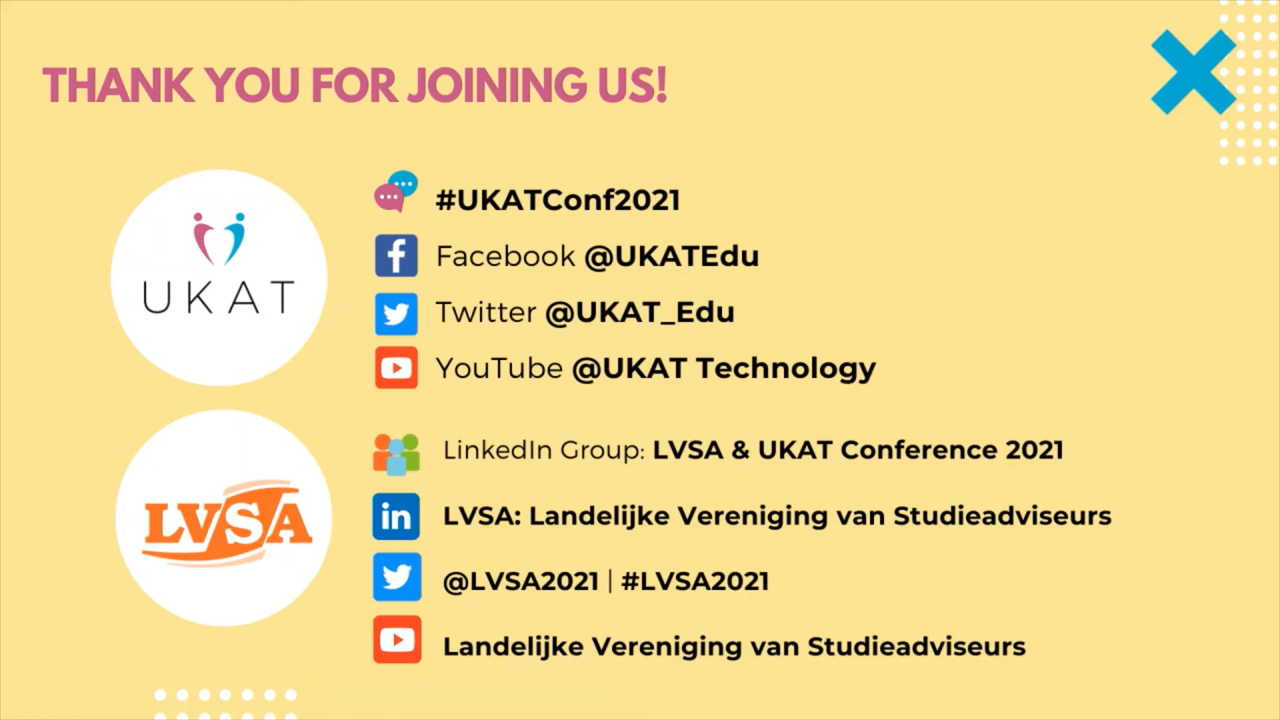 THANK YOU FOR JOINING US!
UKAT
#UKATConf2021
Facebook @UKATEdu
Twitter @UKAT_Edu
YouTube @UKAT Technology
LVSA
LinkedIn Group: LVSA & UKAT Conference 2021
in LVSA: Landelijke Vereniging van Studieadviseurs
@LVSA2021 | #LVSA2021
Landelijke Vereniging van Studieadviseurs